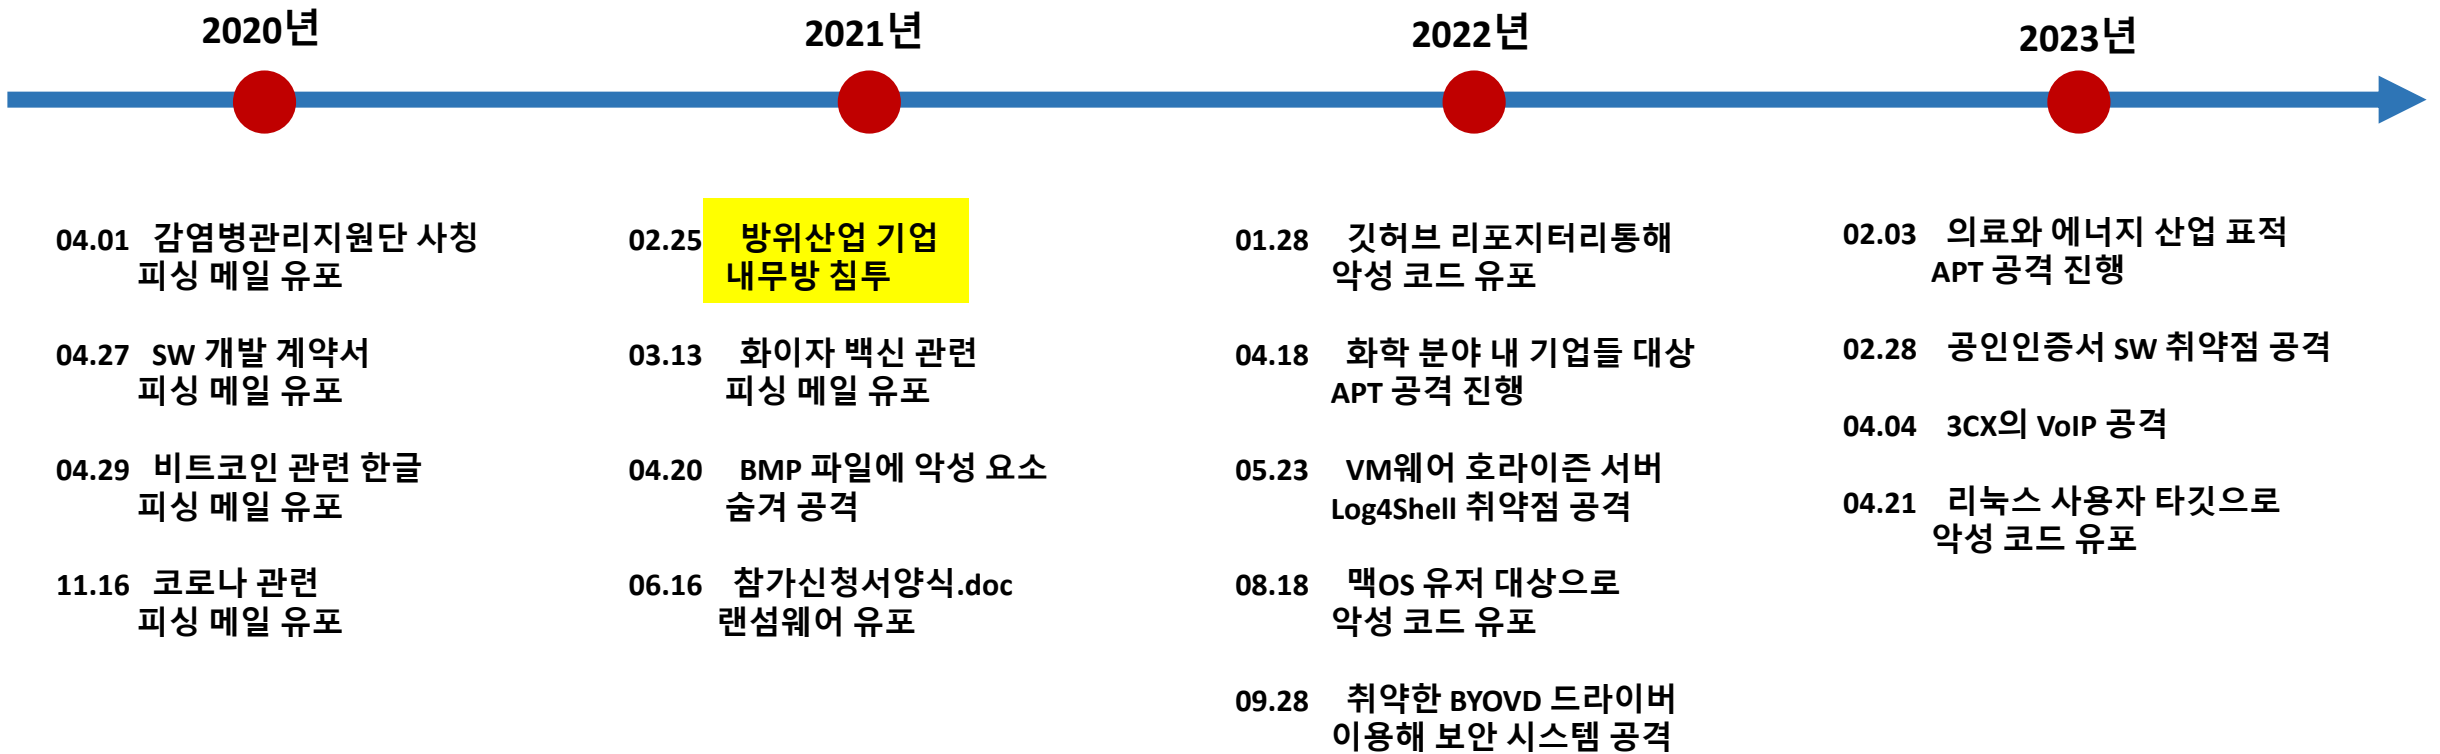 2020년
2021년
2022년
2023년
04.01 감염병관리지원단 사칭
피싱 메일 유포
04.27 SW 개발 계약서
피싱 메일 유포
04.29 비트코인 관련 한글
피싱 메일 유포
11.16 코로나 관련
피싱 메일 유포
02.25 방위산업 기업
내무방 침투
03.13 화이자 백신 관련
피싱 메일 유포
04.20 BMP 파일에 악성 요소
숨겨 공격
06.16 참가신청서양식.doc
랜섬웨어 유포
01.28 깃허브 리포지터리통해
악성 코드 유포
04.18 화학 분야 내 기업들 대상
APT 공격 진행
05.23 VM웨어 호라이즌 서버
Log4Shell 취약점 공격
08.18 맥OS 유저 대상으로
악성 코드 유포
09.28 취약한 BYOVD 드라이버
이용해 보안 시스템 공격
02.03 의료와 에너지 산업 표적
APT 공격 진행
02.28 공인인증서 SW 취약점 공격
04.04 3CX의 VoIP 공격
04.21 리눅스 사용자 타깃으로
악성 코드 유포